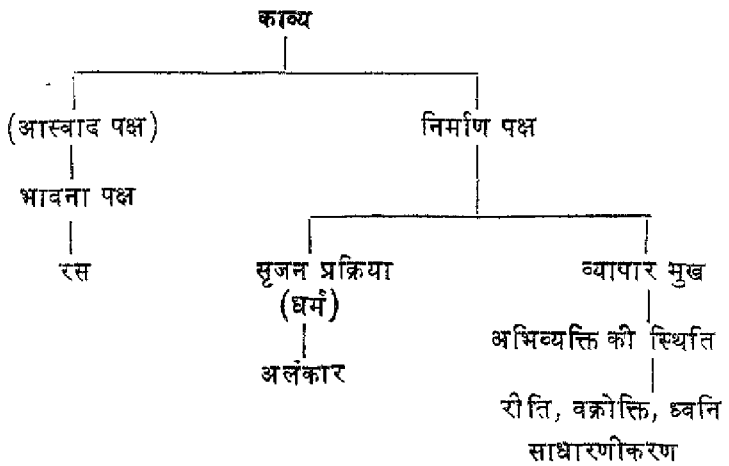 काव्य
(आस्वाद पक्ष) निर्माण पक्ष
भावना पक्ष
रस सृजन प्रक्रिया व्यापार मुख
(धर्म)
अभिव्यक्ति की स्थिति
अलंकार
रीति, वक्रोक्ति, ध्वनि
साधारणीकरण